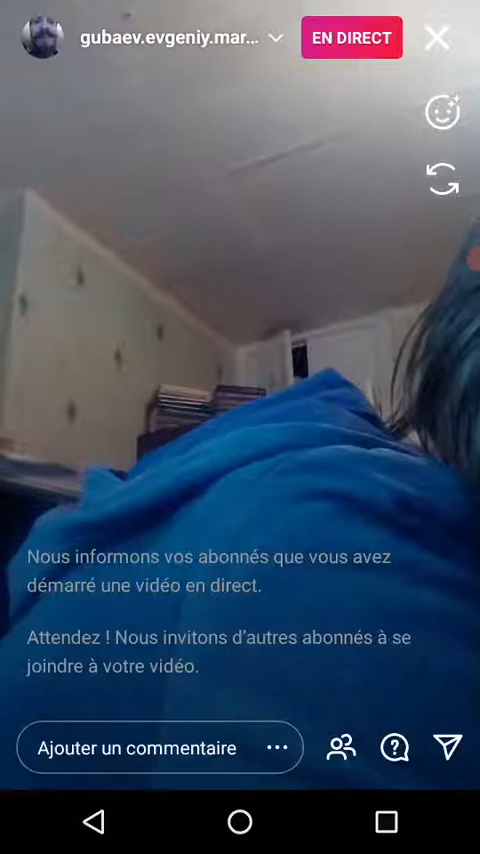 gubaev.evgeniy.mar...
EN DIRECT
Nous informons vos abonnés que vous avez
démarré une vidéo en direct.
Attendez ! Nous invitons d’autres abonnés à se
joindre à votre vidéo.
Ajouter un commentaire